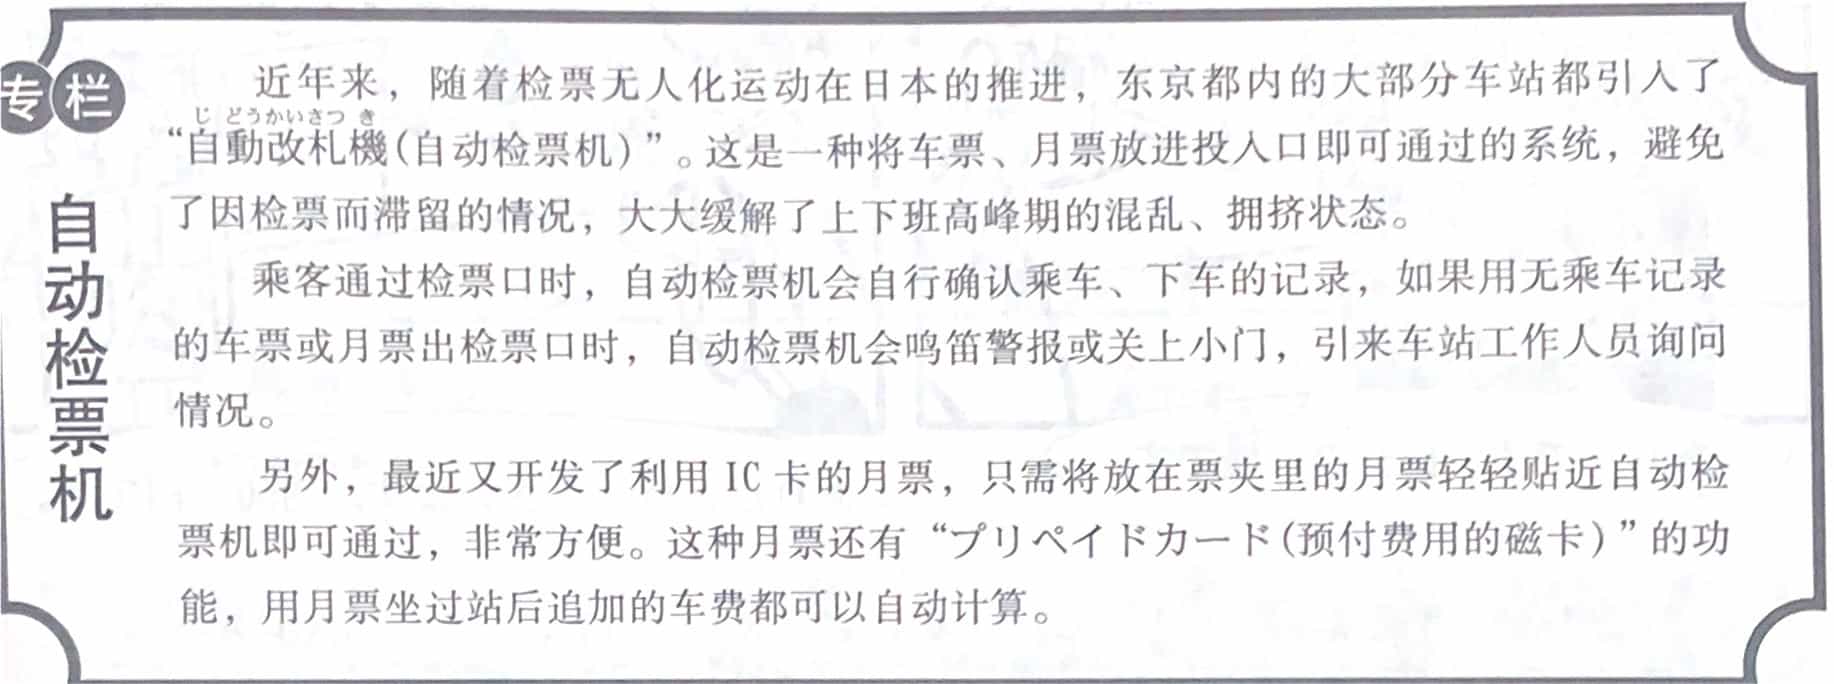 专栏
自动检票机
近年来，随着检票无人化运动在日本的推进，东京都内的大部分车站都引入了
じ どうかいさつ き
“自動改札機(自动检票机)”。这是一种将车票、月票放进投入口即可通过的系统，避免
了因检票而滞留的情况，大大缓解了上下班高峰期的混乱、拥挤状态。
乘客通过检票口时，自动检票机会自行确认乘车、下车的记录，如果用无乘车记录
的车票或月票出检票口时，自动检票机会鸣笛警报或关上小门，引来车站工作人员询问
情况。
另外，最近又开发了利用 IC 卡的月票，只需将放在票夹里的月票轻轻贴近自动检
票机即可通过，非常方便。这种月票还有“プリペイドカード(预付费用的磁卡)”的功
能，用月票坐过站后追加的车费都可以自动计算。